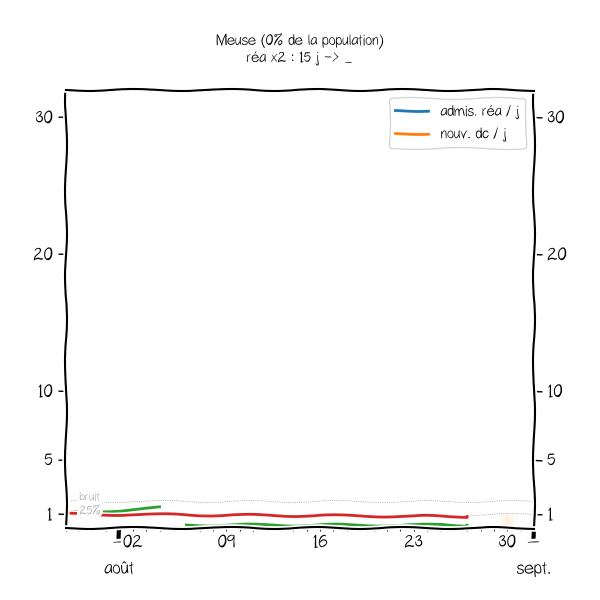 Meuse (0% de la population)
réa x2 : 15 j -> _
admis. réa / j
nouv. dc / j
30
30
20
20
10
10
5
5
bruit
25%
1
1
02
09
16
23
30
août
sept.